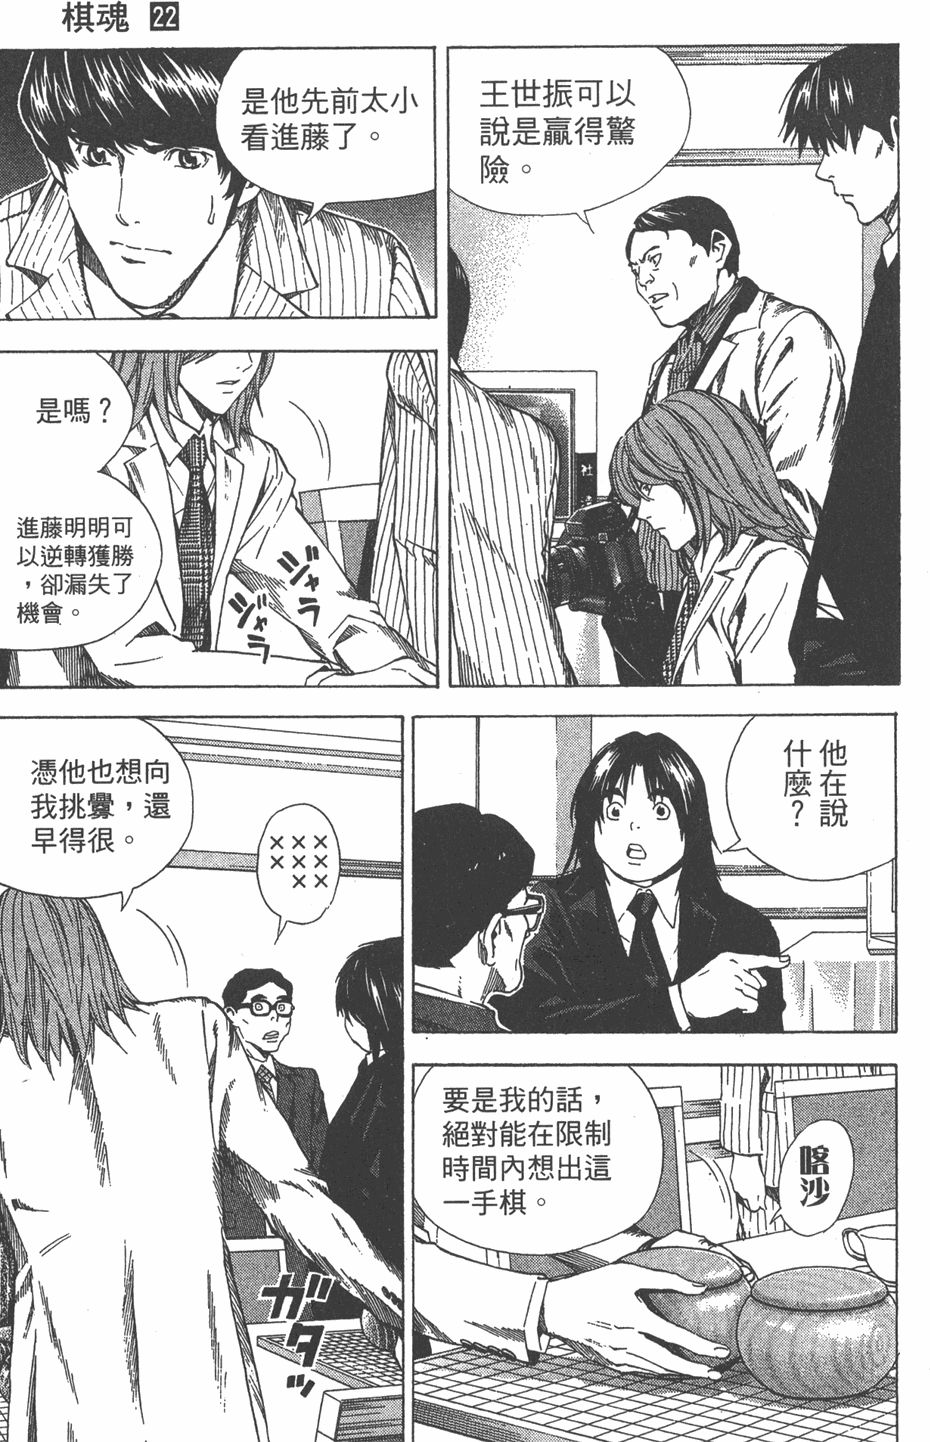 棋魂 22
王世振可以
說是贏得驚
險。
社
是他先前太小
看進藤了。
是嗎？
進藤明明可
以逆轉獲勝
，卻漏失了
機會。
ジャラ
ジャラ
他在說
什麼？
××××
×××
××
憑他也想向
我挑釁，還
早得很。
ガタッ
要是我的話，
絕對能在限制
時間內想出這
一手棋。
喀沙